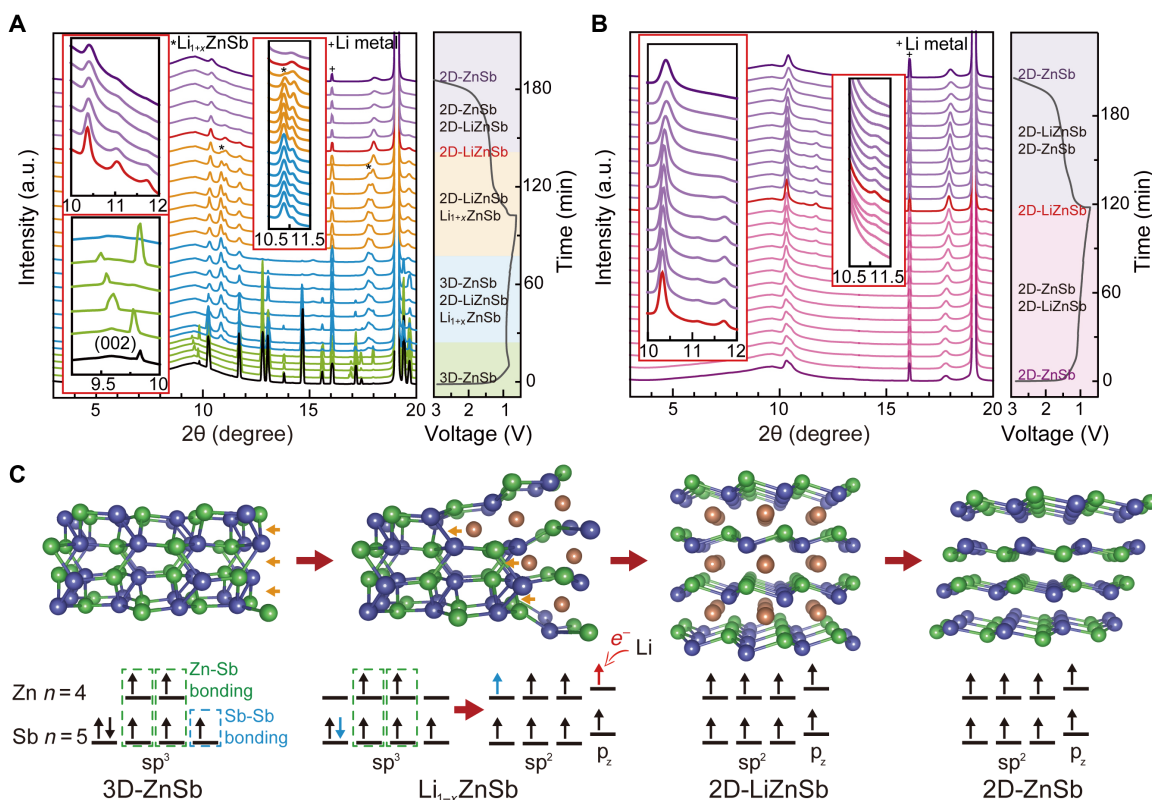 A
*Li1+xZnSb
+Li metal
*
+
*
*
10 11 12
10.5 11.5
(002)
9.5 10
Intensity (a.u.)
5 10 15 20
2θ (degree)
2D-ZnSb
2D-ZnSb
2D-LiZnSb
2D-LiZnSb
2D-LiZnSb
Li1+xZnSb
3D-ZnSb
2D-LiZnSb
Li1+xZnSb
3D-ZnSb
180
120
60
0
Time (min)
3 2 1
Voltage (V)
B
+Li metal
+
10 11 12
10.5 11.5
Intensity (a.u.)
5 10 15 20
2θ (degree)
2D-ZnSb
2D-LiZnSb
2D-ZnSb
2D-LiZnSb
2D-ZnSb
2D-LiZnSb
2D-ZnSb
180
120
60
0
Time (min)
3 2 1
Voltage (V)
C
e−
Li
Zn-Sb
bonding
Zn n=4
Sb-Sb
bonding
Sb n=5
sp3
sp3
sp2
pz
sp2
pz
sp2
pz
3D-ZnSb
Li1−xZnSb
2D-LiZnSb
2D-ZnSb